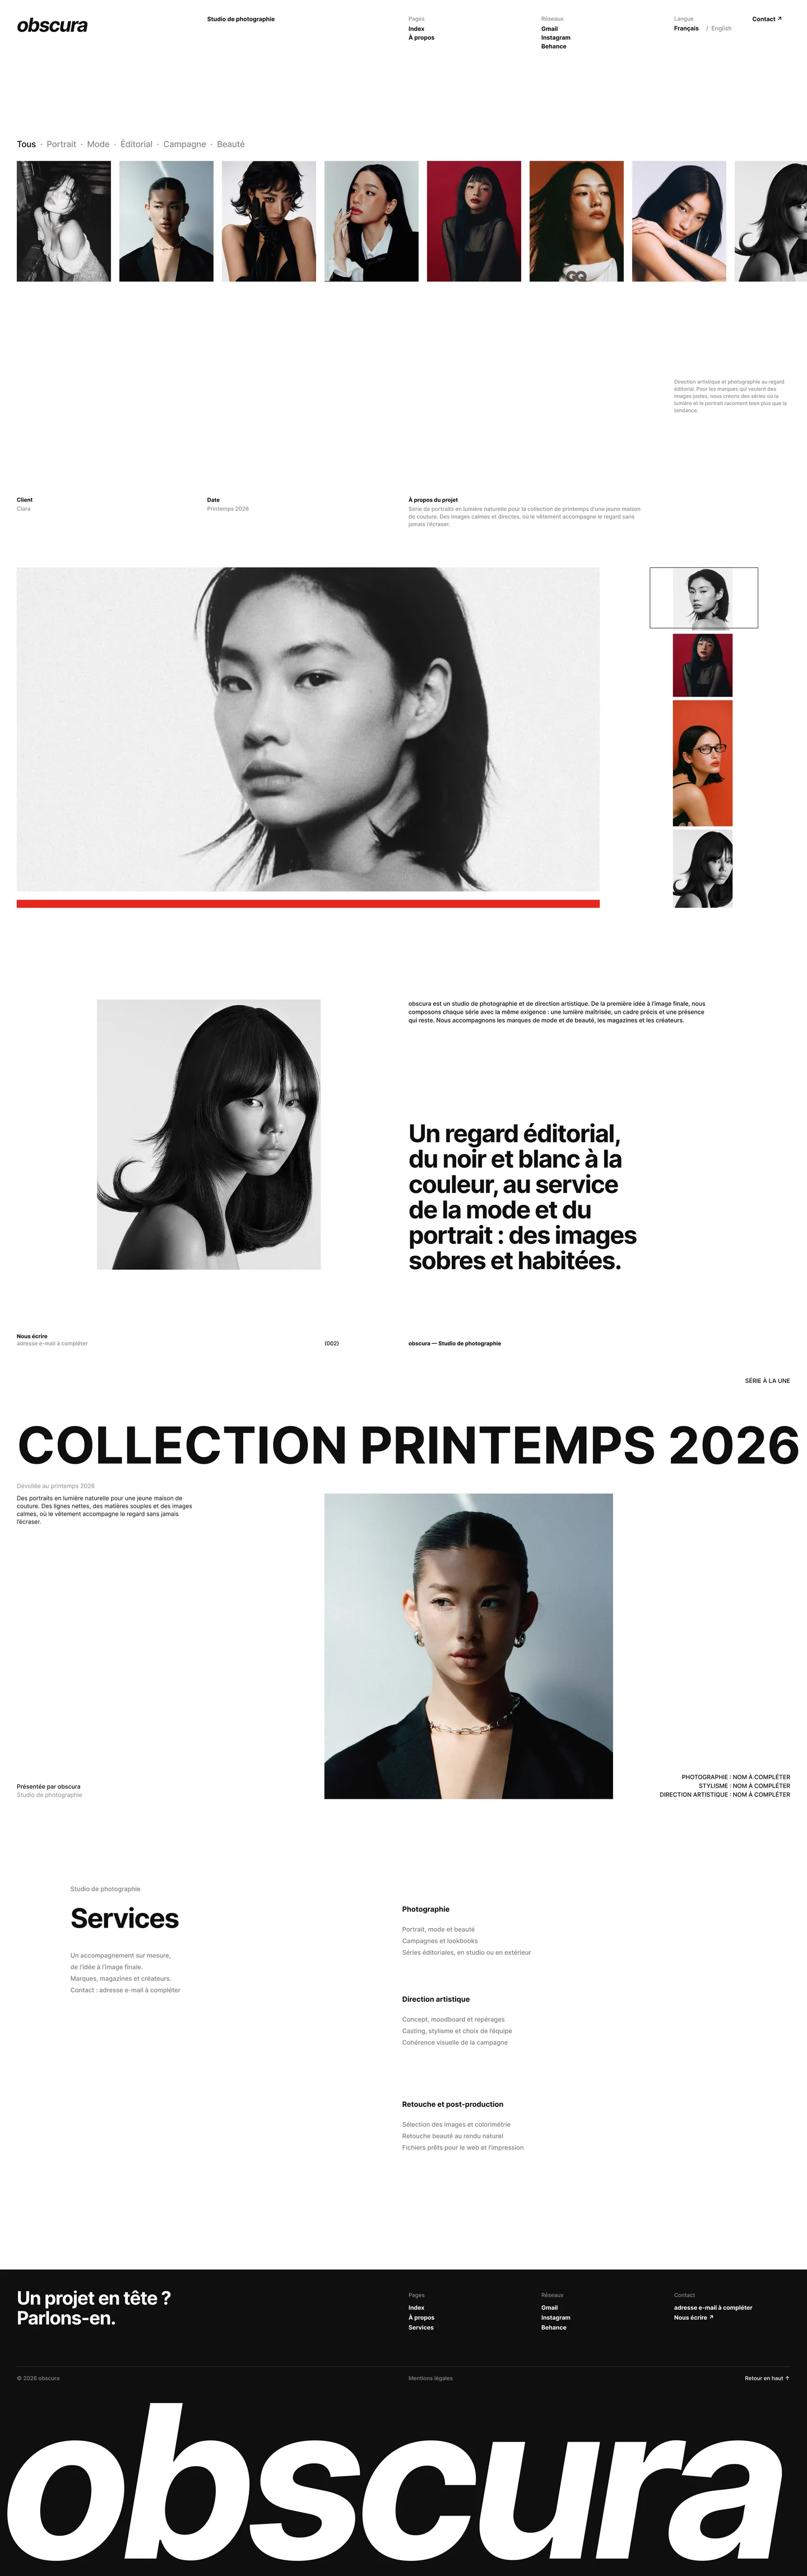 obscura
Studio de photographie
Pages
Index
À propos
Réseaux
Gmail
Instagram
Behance
Langue
Français / English
Contact ↗
Tous · Portrait · Mode · Éditorial · Campagne · Beauté
GQ
Direction artistique et photographie au regard
éditorial. Pour les marques qui veulent des
images justes, nous créons des séries où la
lumière et le portrait racontent bien plus que la
tendance.
Client
Clara
Date
Printemps 2026
À propos du projet
Série de portraits en lumière naturelle pour la collection de printemps d'une jeune maison
de couture. Des images calmes et directes, où le vêtement accompagne le regard sans
jamais l'écraser.
obscura est un studio de photographie et de direction artistique. De la première idée à l'image finale, nous
composons chaque série avec la même exigence : une lumière maîtrisée, un cadre précis et une présence
qui reste. Nous accompagnons les marques de mode et de beauté, les magazines et les créateurs.
Un regard éditorial,
du noir et blanc à la
couleur, au service
de la mode et du
portrait : des images
sobres et habitées.
Nous écrire
adresse e-mail à compléter
(002)
obscura — Studio de photographie
SÉRIE À LA UNE
COLLECTION PRINTEMPS 2026
Dévoilée au printemps 2026
Des portraits en lumière naturelle pour une jeune maison de
couture. Des lignes nettes, des matières souples et des images
calmes, où le vêtement accompagne le regard sans jamais
l'écraser.
Présentée par obscura
Studio de photographie
PHOTOGRAPHIE : NOM À COMPLÉTER
STYLISME : NOM À COMPLÉTER
DIRECTION ARTISTIQUE : NOM À COMPLÉTER
Studio de photographie
Services
Un accompagnement sur mesure,
de l'idée à l'image finale.
Marques, magazines et créateurs.
Contact : adresse e-mail à compléter
Photographie
Portrait, mode et beauté
Campagnes et lookbooks
Séries éditoriales, en studio ou en extérieur
Direction artistique
Concept, moodboard et repérages
Casting, stylisme et choix de l'équipe
Cohérence visuelle de la campagne
Retouche et post-production
Sélection des images et colorimétrie
Retouche beauté au rendu naturel
Fichiers prêts pour le web et l'impression
Un projet en tête ?
Parlons-en.
Pages
Index
À propos
Services
Réseaux
Gmail
Instagram
Behance
Contact
adresse e-mail à compléter
Nous écrire ↗
© 2026 obscura
Mentions légales
Retour en haut ↑
obscura